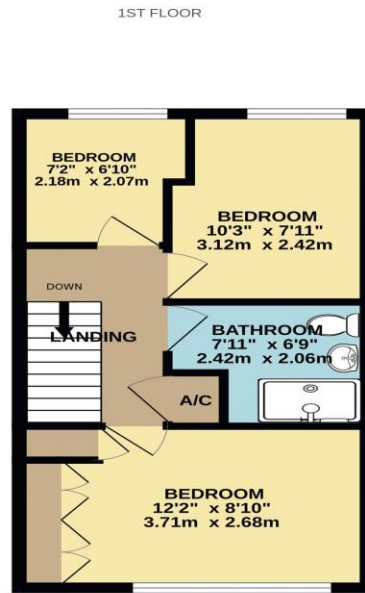 1ST FLOOR
BEDROOM
7'2" x 6'10"
2.18m x 2.07m
BEDROOM
10'3" x 7'11"
3.12m x 2.42m
DOWN
LANDING
BATHROOM
7'11" x 6'9"
2.42m x 2.06m
A/C
BEDROOM
12'2" x 8'10"
3.71m x 2.68m